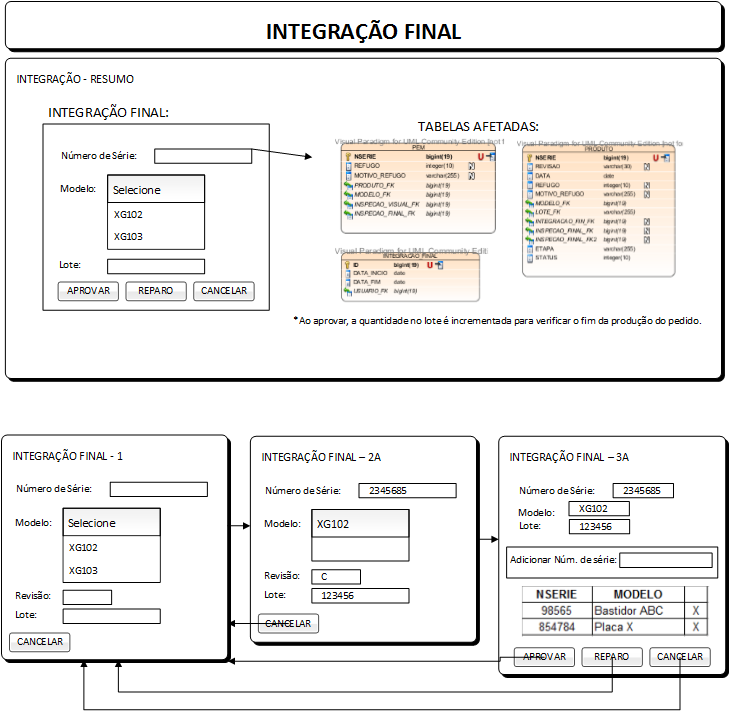 INTEGRAÇÃO FINAL
INTEGRAÇÃO - RESUMO
INTEGRAÇÃO FINAL:
Número de Série:
Modelo:
Selecione
XG102
XG103
Lote:
APROVAR
REPARO
CANCELAR
TABELAS AFETADAS:
Visual Paradigm for UML Community Edition [not f
PEM
NSERIE bigint(19) U
REFUGO integer(10)
MOTIVO_REFUGO varchar(255)
PRODUTO_FK bigint(19)
MODELO_FK bigint(19)
INSPECAO_VISUAL_FK bigint(19)
INSPECAO_FINAL_FK bigint(19)
Visual Paradigm for UML Community Edition [not fo
PRODUTO
NSERIE bigint(19) U
REVISAO varchar(30)
DATA date
REFUGO integer(10)
MOTIVO_REFUGO varchar(255)
MODELO_FK bigint(19)
LOTE_FK varchar(255)
INTEGRACAO_FIN_FK bigint(19)
INSPECAO_FINAL_FK bigint(19)
INSPECAO_FINAL_FK2 bigint(19)
ETAPA varchar(255)
STATUS integer(10)
Visual Paradigm for UML Community Editi
INTEGRACAO_FINAL
ID bigint(19) U
DATA_INICIO date
DATA_FIM date
USUARIO_FK bigint(19)
*Ao aprovar, a quantidade no lote é incrementada para verificar o fim da produção do pedido.
INTEGRAÇÃO FINAL - 1
Número de Série:
Modelo:
Selecione
XG102
XG103
Revisão:
Lote:
CANCELAR
INTEGRAÇÃO FINAL – 2A
Número de Série: 2345685
Modelo: XG102
Revisão: C
Lote: 123456
CANCELAR
INTEGRAÇÃO FINAL – 3A
Número de Série: 2345685
Modelo: XG102
Lote: 123456
Adicionar Núm. de série:
NSERIE MODELO
98565 Bastidor ABC X
854784 Placa X X
APROVAR
REPARO
CANCELAR